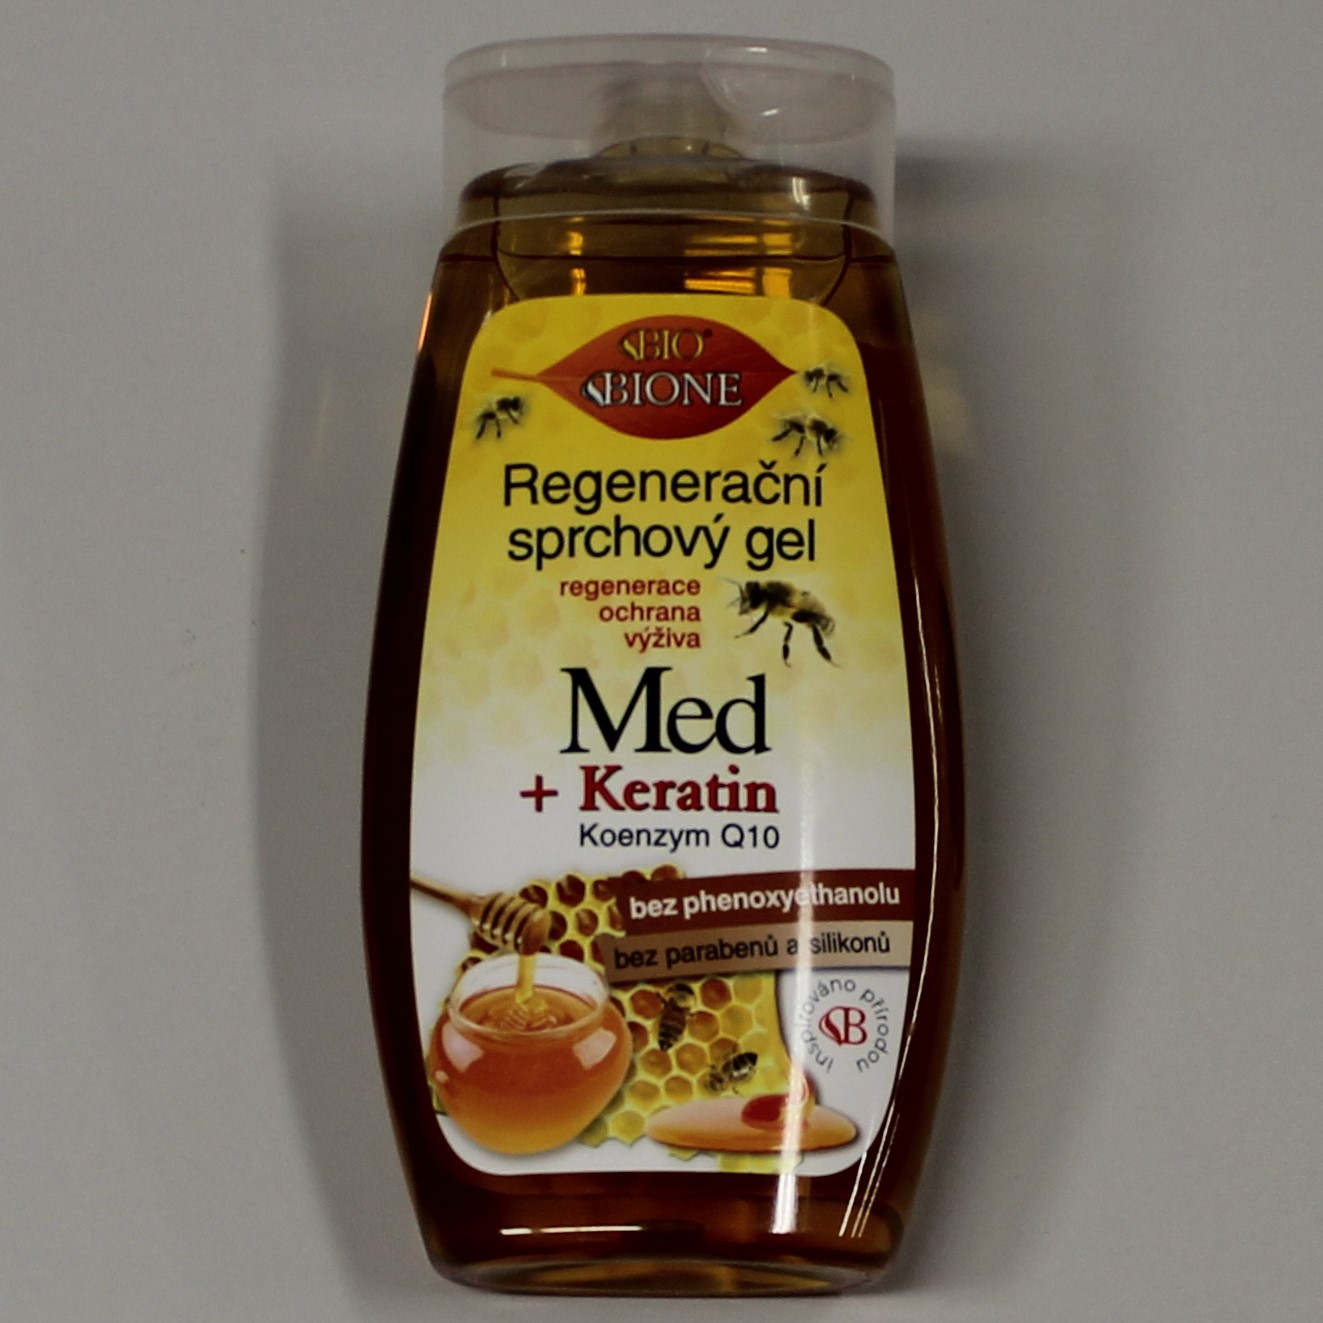 BIO®
BIONE
Regenerační
sprchový gel
regenerace
ochrana
výživa
Med
+ Keratin
Koenzym Q10
bez phenoxyethanolu
bez parabenů a silikonů
inspirováno přírodou
B